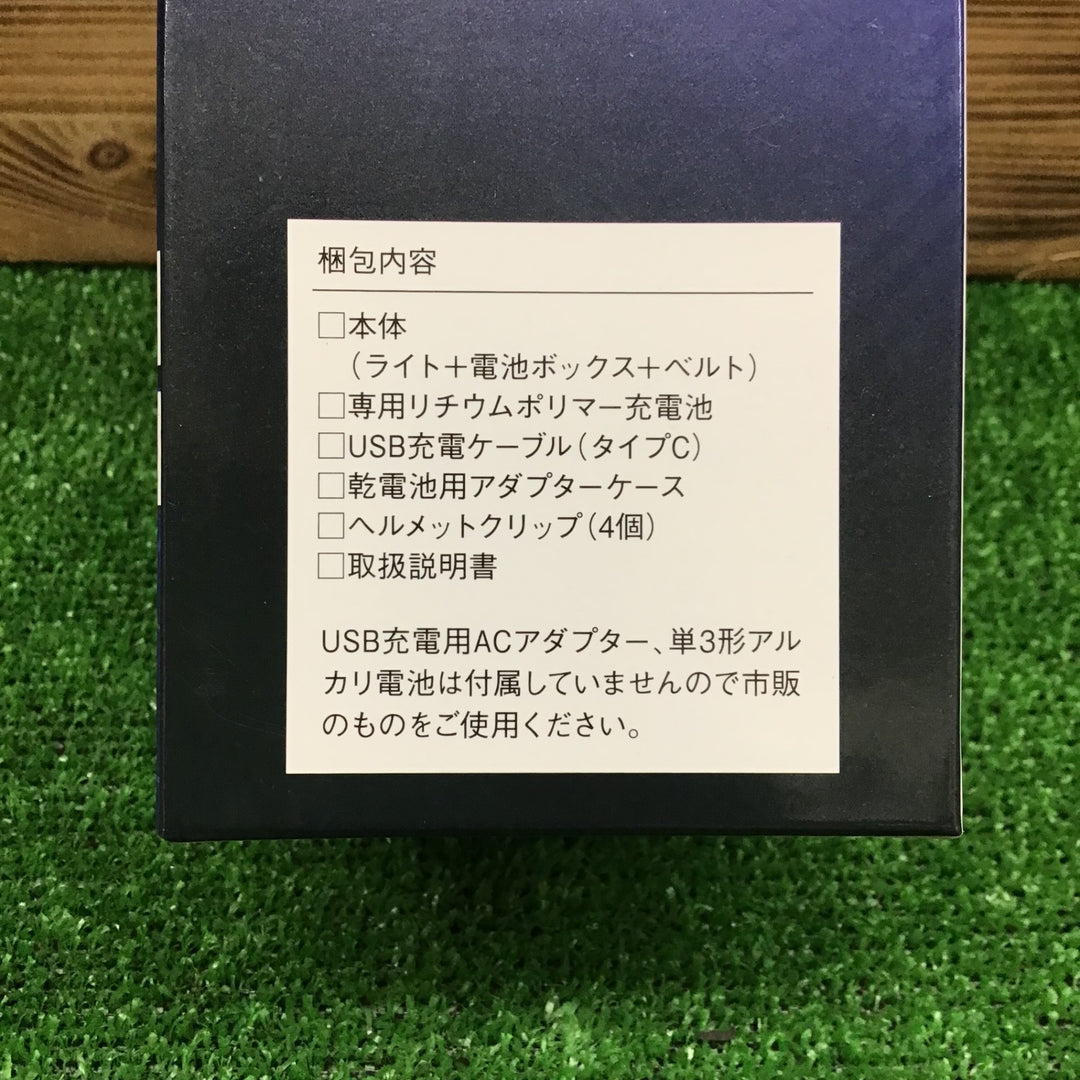 梱包内容
□本体
（ライト＋電池ボックス＋ベルト）
□専用リチウムポリマー充電池
□USB充電ケーブル（タイプC）
□乾電池用アダプターケース
□ヘルメットクリップ（4個）
□取扱説明書
USB充電用ACアダプター、単3形アル
カリ電池は付属していませんので市販
のものをご使用ください。